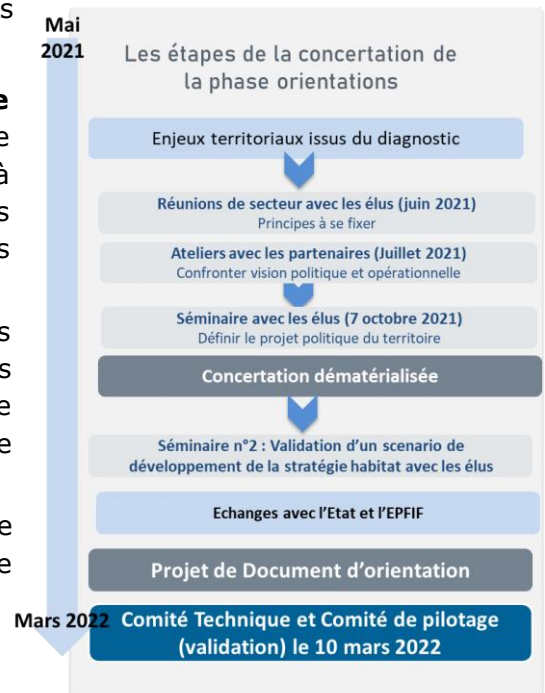 s
e
e
à
s
s
s
s
e
e
e
e
Mai
2021
Les étapes de la concertation de
la phase orientations
Enjeux territoriaux issus du diagnostic
Réunions de secteur avec les élus (juin 2021)
Principes à se fixer
Ateliers avec les partenaires (Juillet 2021)
Confronter vision politique et opérationnelle
Séminaire avec les élus (7 octobre 2021)
Définir le projet politique du territoire
Concertation dématérialisée
Séminaire n°2 : Validation d'un scenario de
développement de la stratégie habitat avec les élus
Echanges avec l'Etat et l'EPFIF
Projet de Document d'orientation
Mars 2022
Comité Technique et Comité de pilotage
(validation) le 10 mars 2022